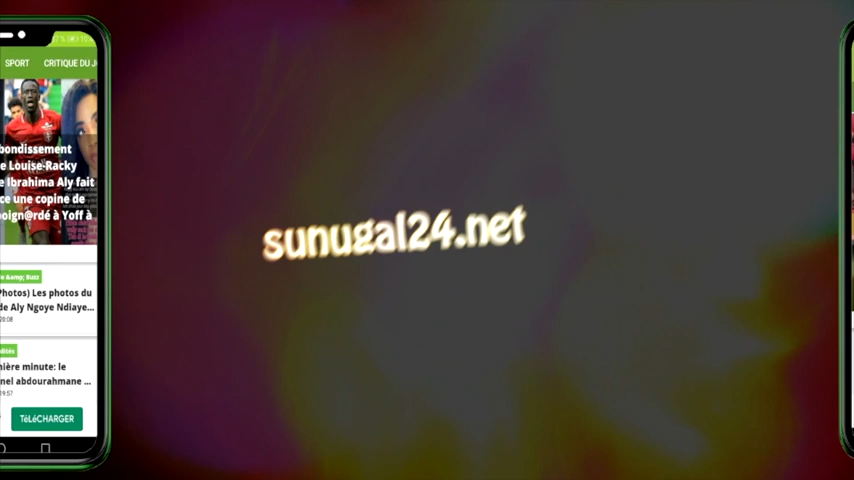 SPORT CRITIQUE DU
bondissement
e Louise-Racky
e Ibrahima Aly fait
ce une copine de
poign@rdé à Yoff à
sunugal24.net
e &amp; Buzz
Photos) Les photos du
de Aly Ngoye Ndiaye...
20:08
lités
nière minute: le
nel abdourahmane ...
19:57
TéLéCHARGER